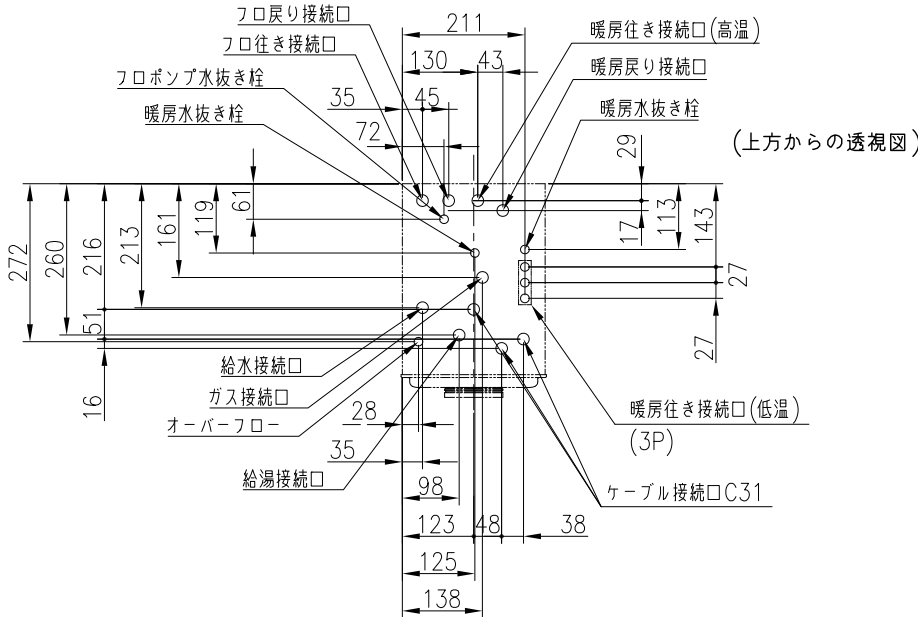 フロ戻り接続口
211
暖房往き接続口(高温)
フロ往き接続口
130
43
暖房戻り接続口
フロポンプ水抜き栓
35
45
暖房水抜き栓
暖房水抜き栓
72
29
(上方からの透視図)
61
119
161
213
216
260
272
17
113
143
27
51
27
16
給水接続口
ガス接続口
28
暖房往き接続口(低温)
(3P)
オーバーフロー
35
給湯接続口
98
ケーブル接続口C31
123
48
38
125
138